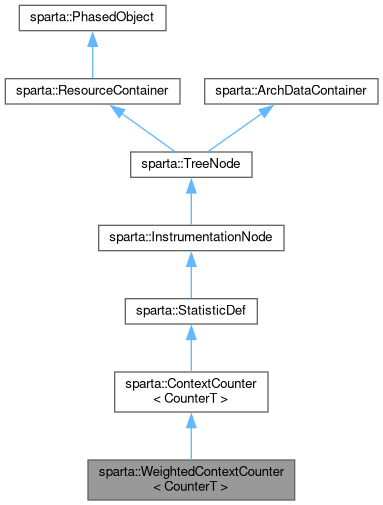 sparta::PhasedObject
sparta::ResourceContainer
sparta::ArchDataContainer
sparta::TreeNode
sparta::InstrumentationNode
sparta::StatisticDef
sparta::ContextCounter
< CounterT >
sparta::WeightedContextCounter
< CounterT >